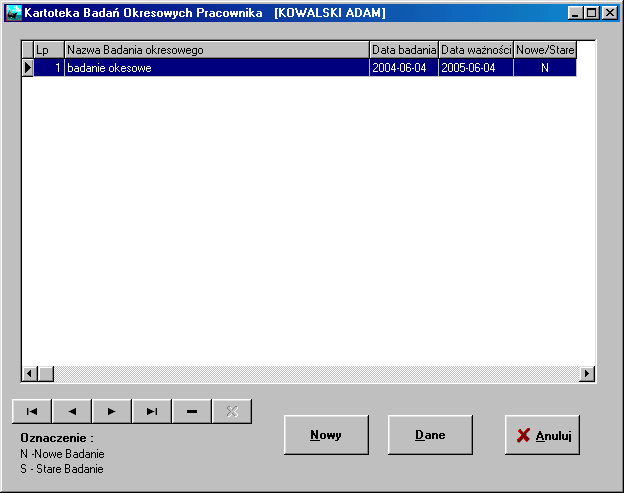 Kartoteka Badań Okresowych Pracownika [KOWALSKI ADAM]
Lp Nazwa Badania okresowego Data badania Data ważności Nowe/Stare
1 badanie okesowe 2004-06-04 2005-06-04 N
Oznaczenie :
N -Nowe Badanie
S - Stare Badanie
Nowy Dane Anuluj